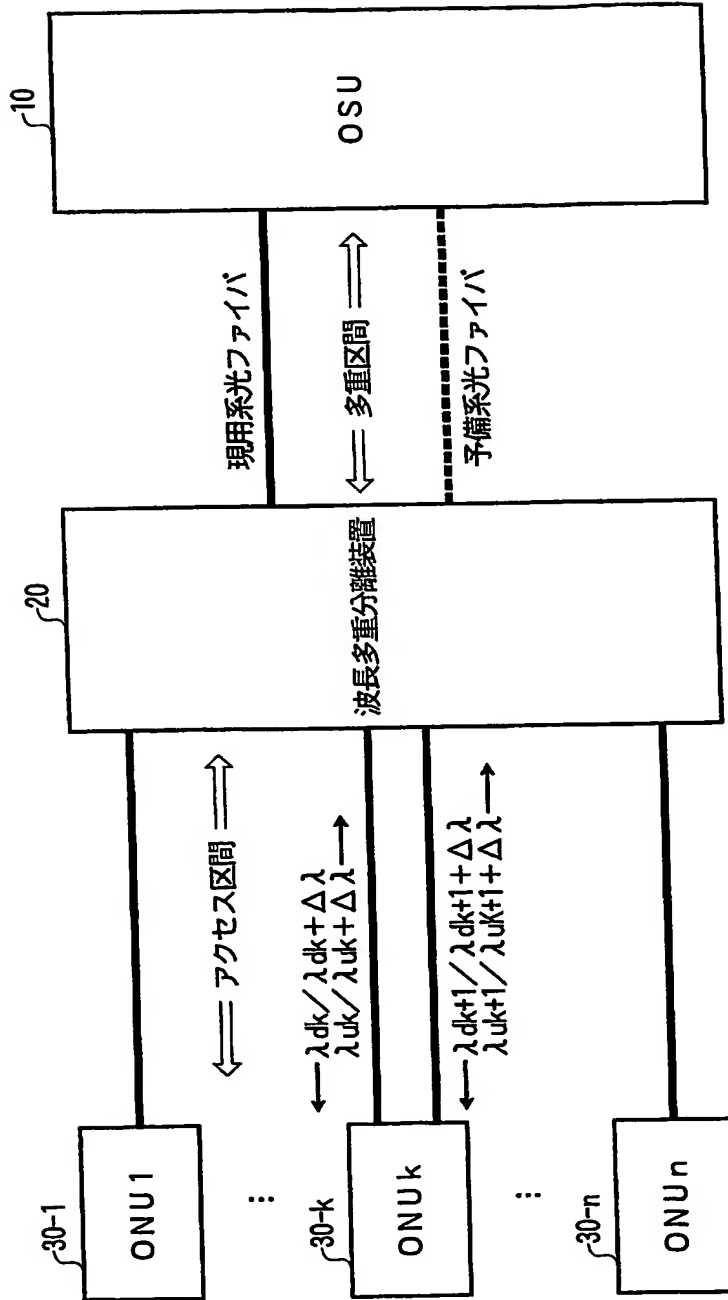 10
OSU
現用系光ファイバ
多重区間
予備系光ファイバ
20
波長多重分離装置
アクセス区間
←λdk/λdk+Δλ
λuk/λuk+Δλ→
←λdk+1/λdk+1+Δλ
λuk+1/λuK+1+Δλ→
30-1
ONU1
…
30-k
ONUk
…
30-n
ONUn